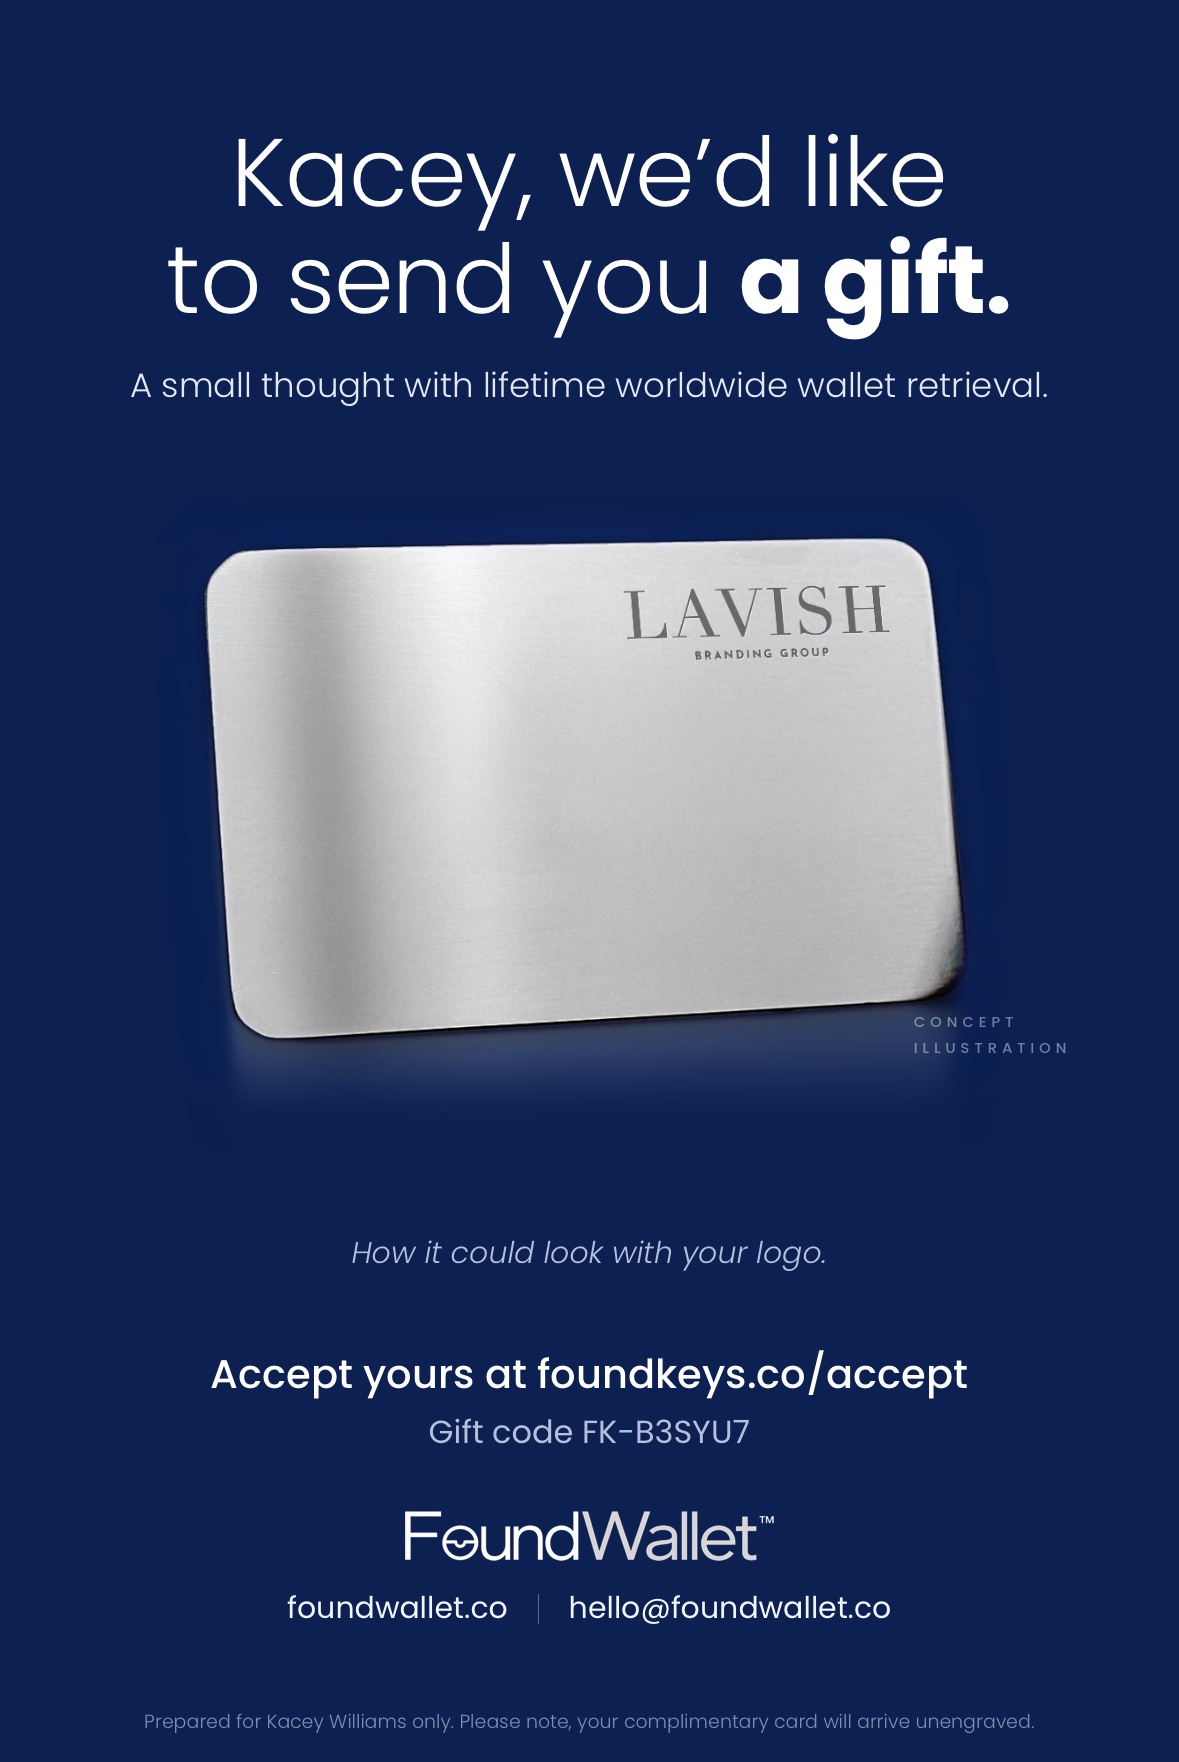 Kacey, we’d like
to send you a gift.
A small thought with lifetime worldwide wallet retrieval.
LAVISH
BRANDING GROUP
CONCEPT
ILLUSTRATION
How it could look with your logo.
Accept yours at foundkeys.co/accept
Gift code FK-B3SYU7
FoundWallet™
foundwallet.co | hello@foundwallet.co
Prepared for Kacey Williams only. Please note, your complimentary card will arrive unengraved.